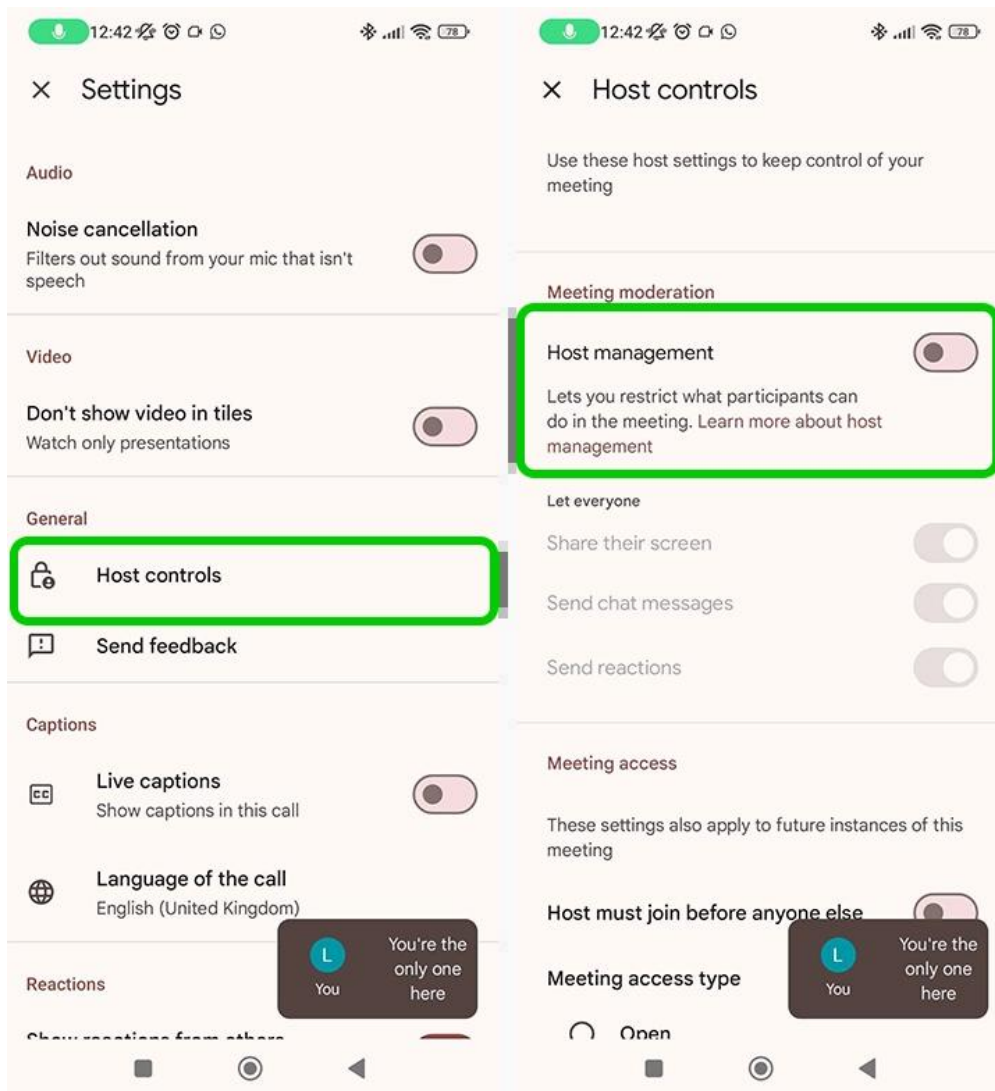 12:42
78
Settings
Audio
Noise cancellation
Filters out sound from your mic that isn't
speech
Video
Don't show video in tiles
Watch only presentations
General
Host controls
Send feedback
Captions
CC
Live captions
Show captions in this call
Language of the call
English (United Kingdom)
Reactions
Show reactions from others
L
You
You're the
only one
here
12:42
78
Host controls
Use these host settings to keep control of your
meeting
Meeting moderation
Host management
Lets you restrict what participants can
do in the meeting. Learn more about host
management
Let everyone
Share their screen
Send chat messages
Send reactions
Meeting access
These settings also apply to future instances of this
meeting
Host must join before anyone else
Meeting access type
Open
L
You
You're the
only one
here